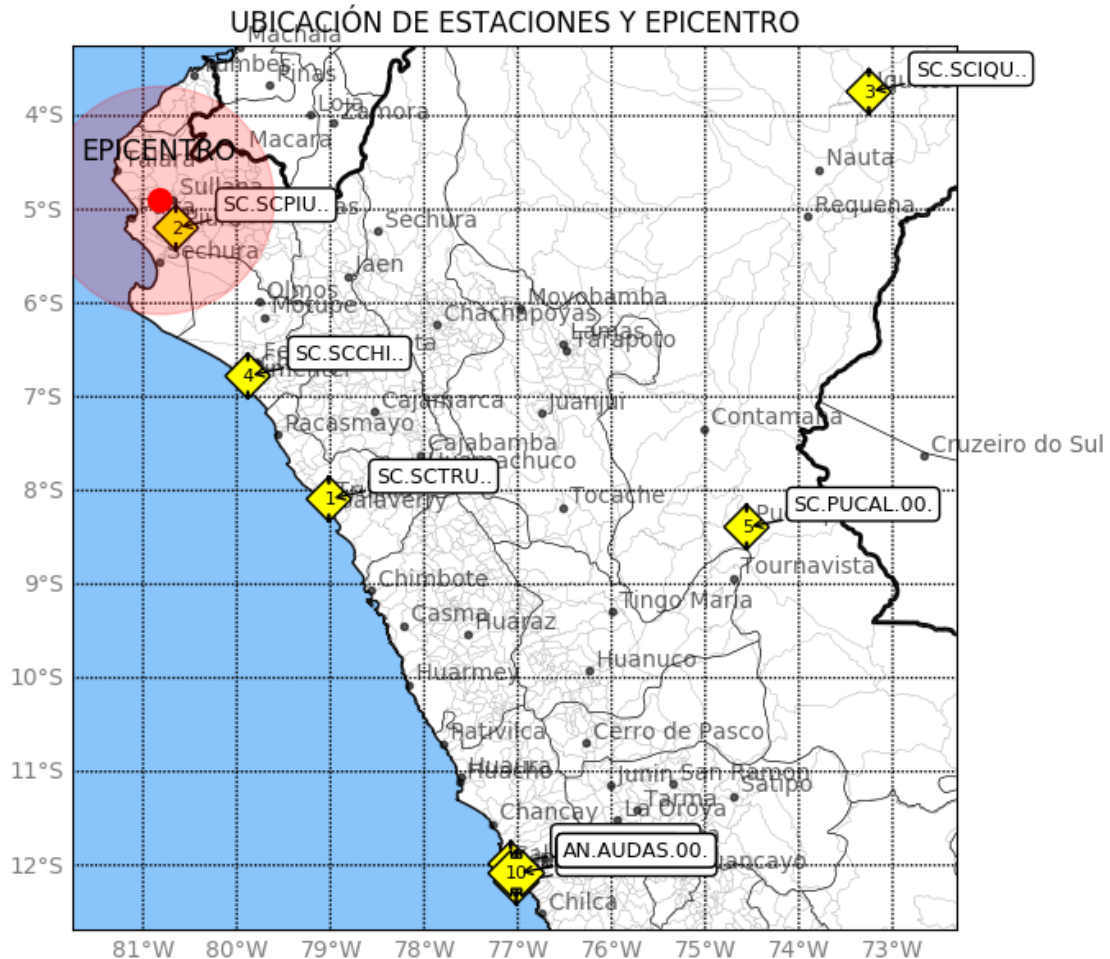 UBICACIÓN DE ESTACIONES Y EPICENTRO
Machala
Tumbes
Pinas
SC.SCIQU..
3
4°S
Loja
Zamora
Macara
EPICENTRO
Talara
Nauta
Sullana
5°S
SC.SCPIU..
Requena
2
Sechura
Sechura
Jaen
6°S
Olmos
Motupe
Moyobamba
Chachapoyas
Lamas
Tarapoto
SC.SCCHI..
4
7°S
Cajamarca
Juanjui
Contamana
Pacasmayo
Cajabamba
Huamachuco
Cruzeiro do Sul
SC.SCTRU..
8°S
1
Salaverry
Tocache
SC.PUCAL.00.
5
Tournavista
9°S
Chimbote
Casma
Huaraz
Tingo Maria
Huanuco
10°S
Huarmey
Pativilca
Cerro de Pasco
11°S
Huaura
Huacho
Junin
San Ramon
Satipo
Tarma
La Oroya
Chancay
AN.AUDAS.00.
12°S
10
Huancayo
Chilca
81°W 80°W 79°W 78°W 77°W 76°W 75°W 74°W 73°W